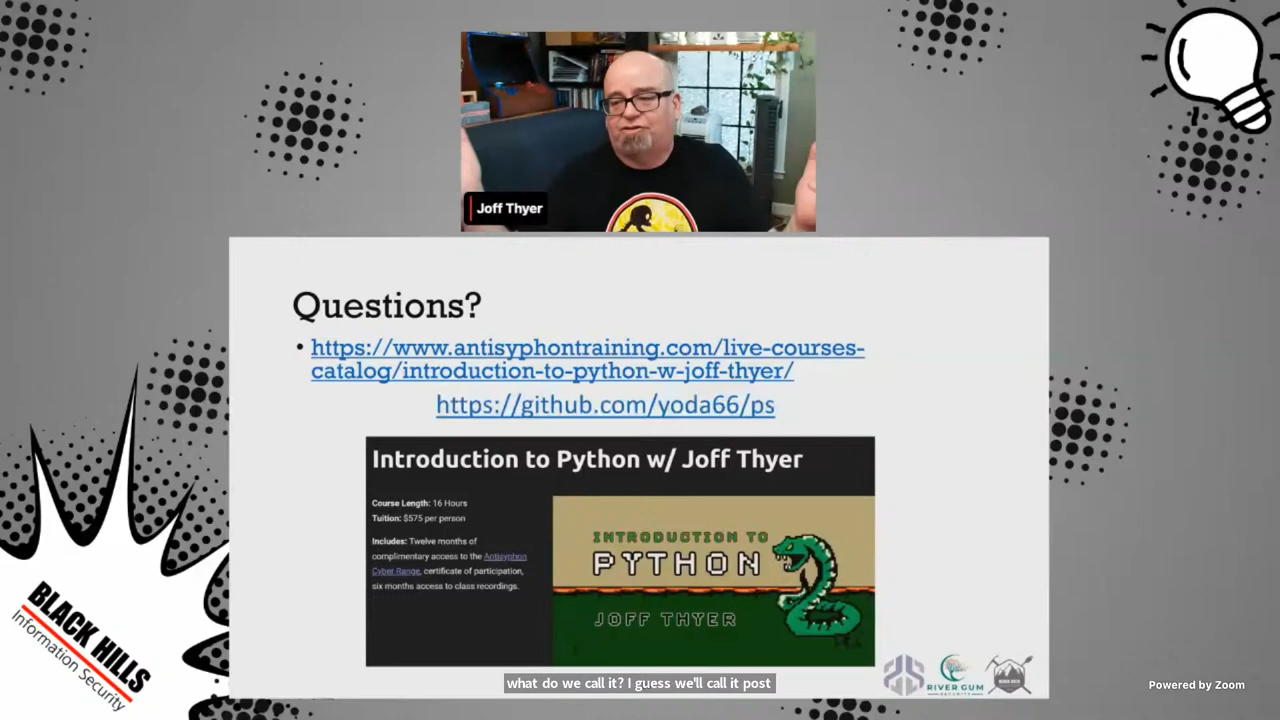 Joff Thyer
Questions?
• https://www.antisyphontraining.com/live-courses-
catalog/introduction-to-python-w-joff-thyer/
https://github.com/yoda66/ps
Introduction to Python w/ Joff Thyer
Course Length: 16 Hours
Tuition: $575 per person
Includes: Twelve months of
complimentary access to the Antisyphon
Cyber Range, certificate of participation,
six months access to class recordings.
INTRODUCTION TO
PYTHON
JOFF THYER
BLACK HILLS
Information Security
RIVER GUM
SECURITY
what do we call it? I guess we'll call it post
Powered by Zoom